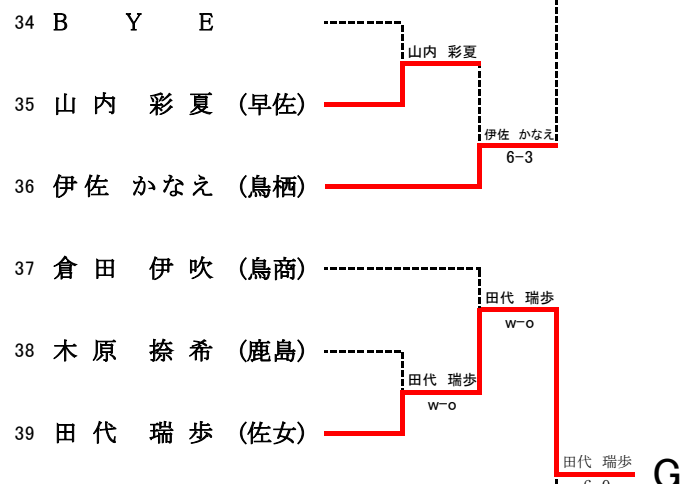 34 B Y E
山内 彩夏
35 山内 彩夏 (早佐)
伊佐 かなえ
6-3
36 伊佐 かなえ (鳥栖)
37 倉田 伊吹 (鳥商)
田代 瑞歩
w-o
38 木原 捺希 (鹿島)
田代 瑞歩
w-o
39 田代 瑞歩 (佐女)
田代 瑞歩
G